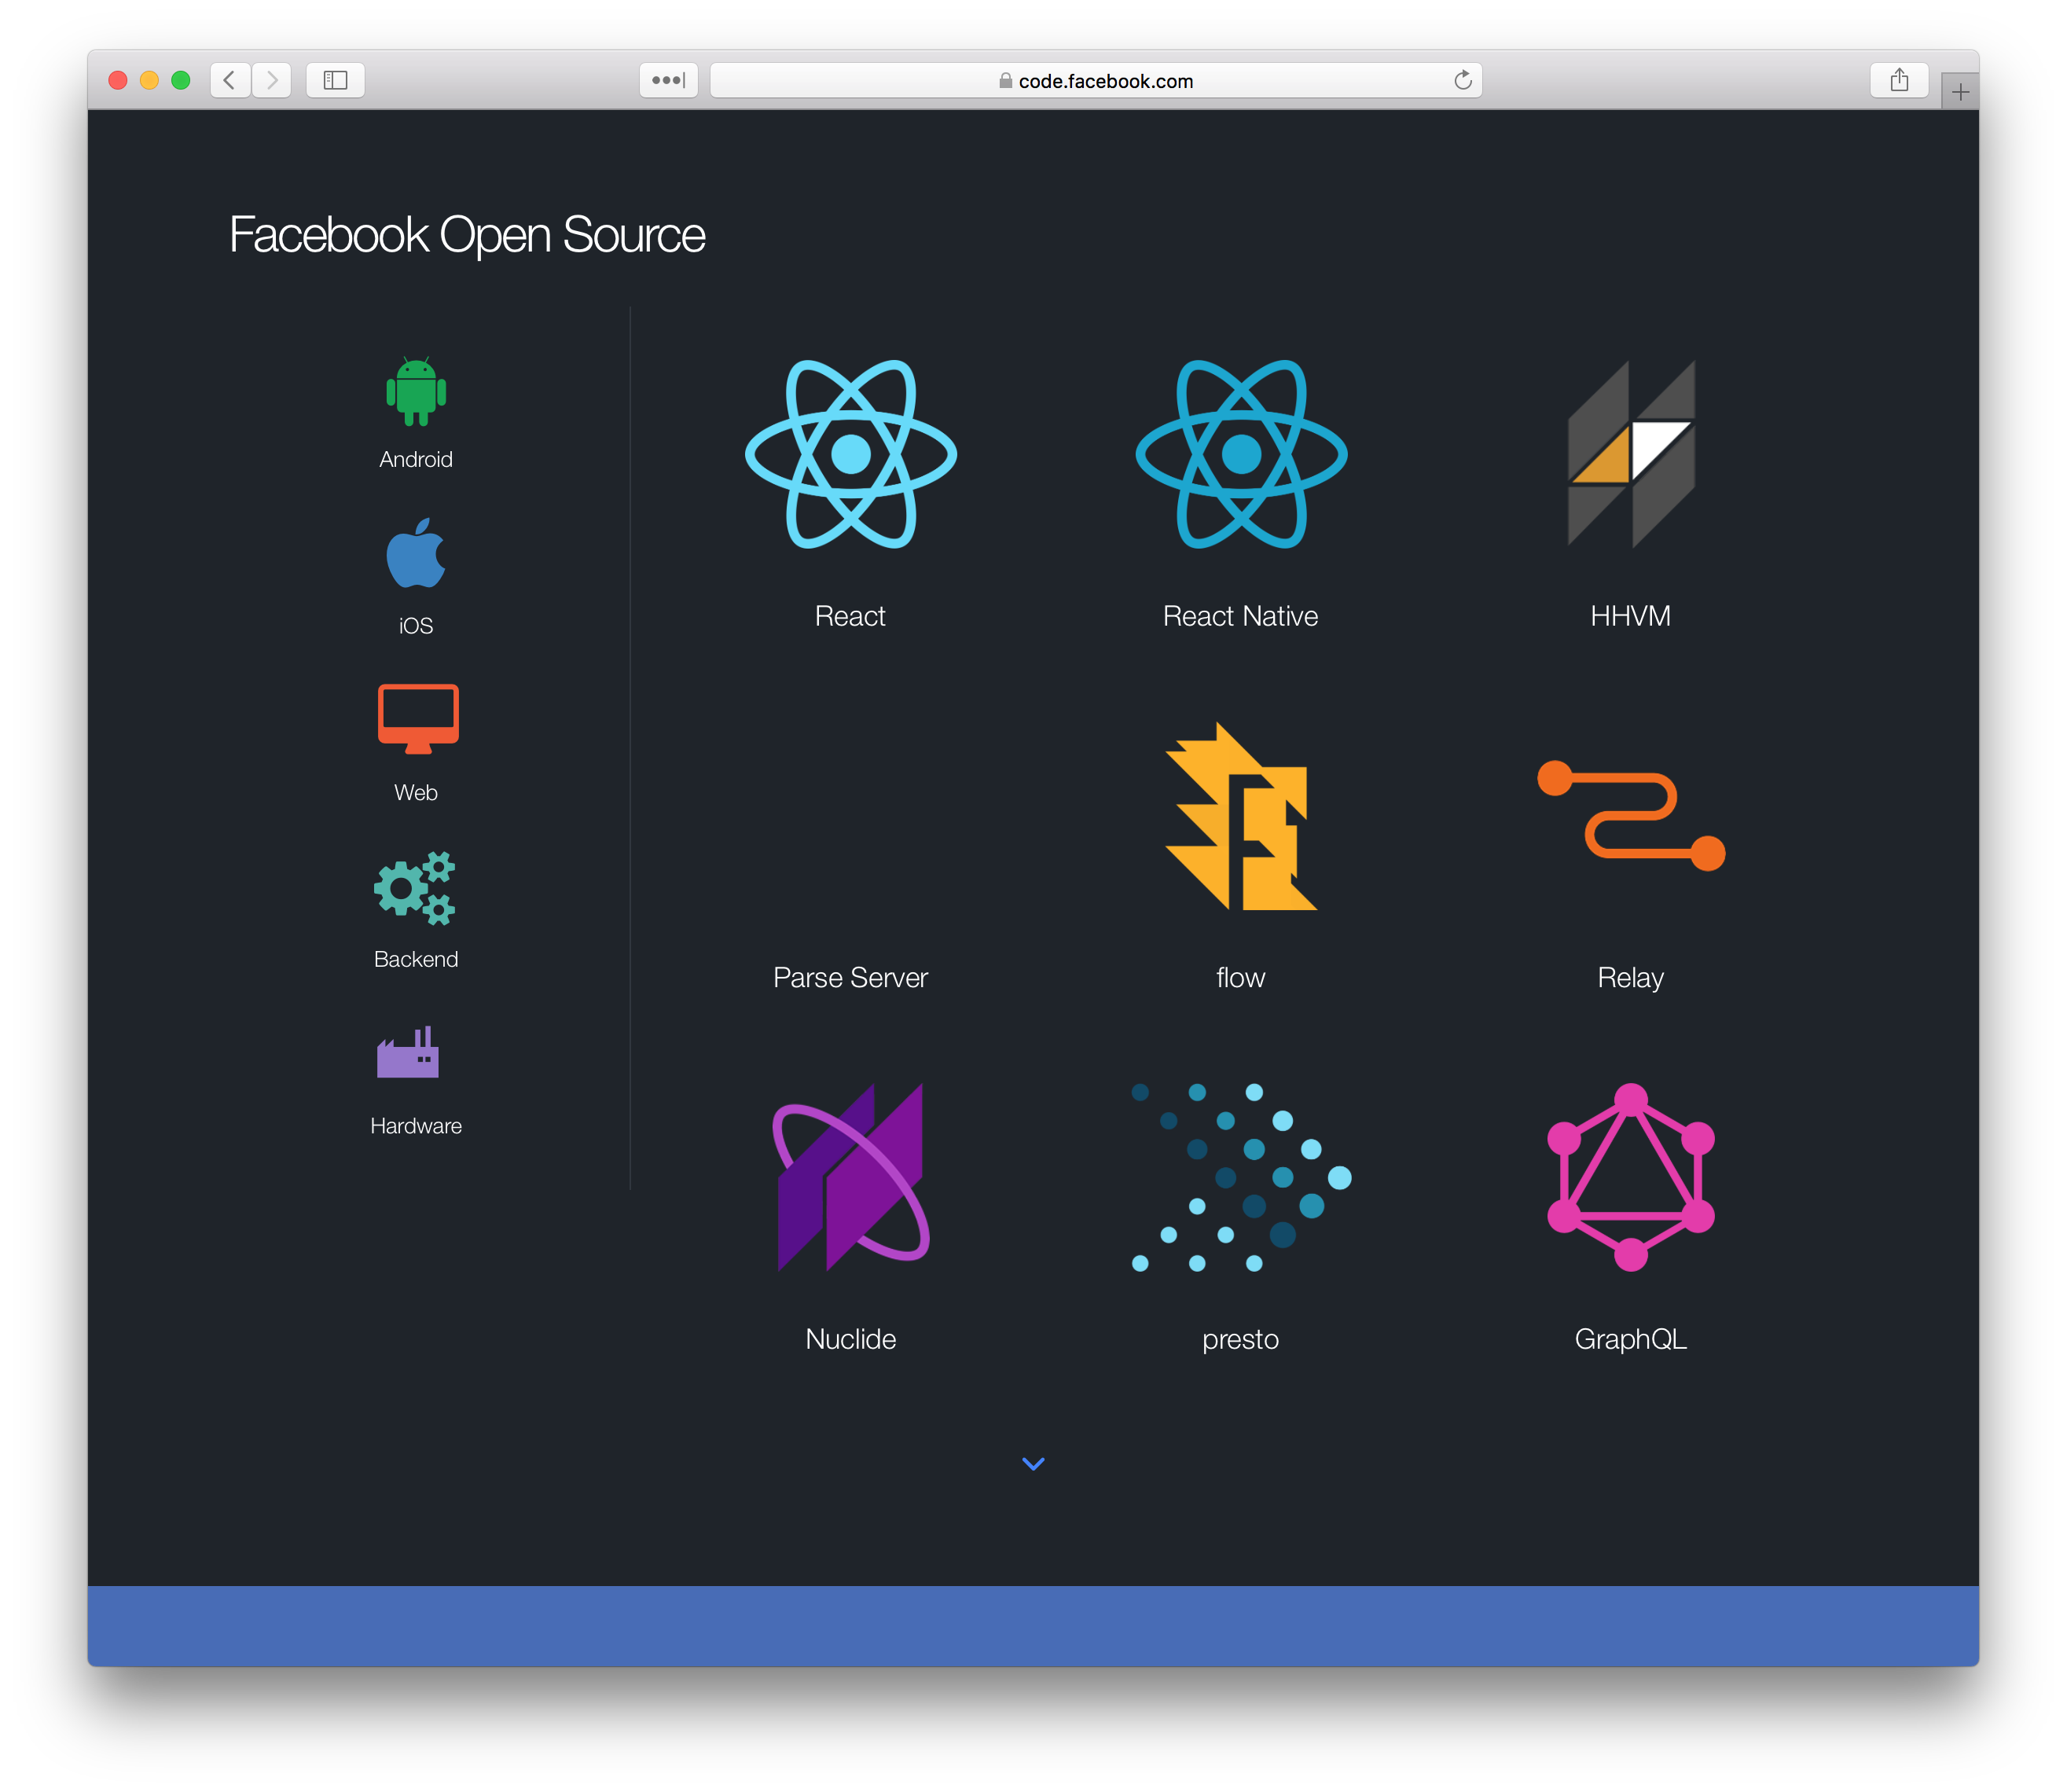 code.facebook.com
Facebook Open Source
Android
iOS
Web
Backend
Hardware
React
React Native
HHVM
Parse Server
flow
Relay
Nuclide
presto
GraphQL